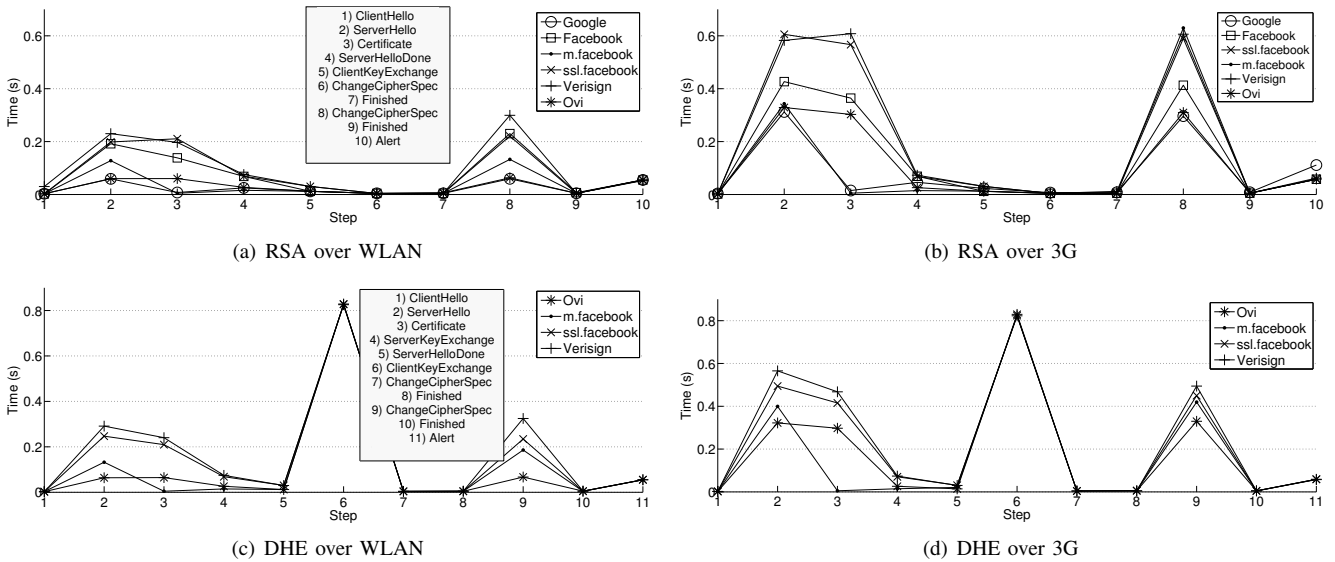 0.6
0.4
0.2
0
Time (s)
1 2 3 4 5 6 7 8 9 10
Step
1) ClientHello
2) ServerHello
3) Certificate
4) ServerHelloDone
5) ClientKeyExchange
6) ChangeCipherSpec
7) Finished
8) ChangeCipherSpec
9) Finished
10) Alert
Google
Facebook
m.facebook
ssl.facebook
Verisign
Ovi
(a) RSA over WLAN
0.6
0.4
0.2
0
Time (s)
1 2 3 4 5 6 7 8 9 10
Step
Google
Facebook
ssl.facebook
m.facebook
Verisign
Ovi
(b) RSA over 3G
0.8
0.6
0.4
0.2
0
Time (s)
1 2 3 4 5 6 7 8 9 10 11
Step
1) ClientHello
2) ServerHello
3) Certificate
4) ServerKeyExchange
5) ServerHelloDone
6) ClientKeyExchange
7) ChangeCipherSpec
8) Finished
9) ChangeCipherSpec
10) Finished
11) Alert
Ovi
m.facebook
ssl.facebook
Verisign
(c) DHE over WLAN
0.8
0.6
0.4
0.2
0
Time (s)
1 2 3 4 5 6 7 8 9 10 11
Step
Ovi
m.facebook
ssl.facebook
Verisign
(d) DHE over 3G